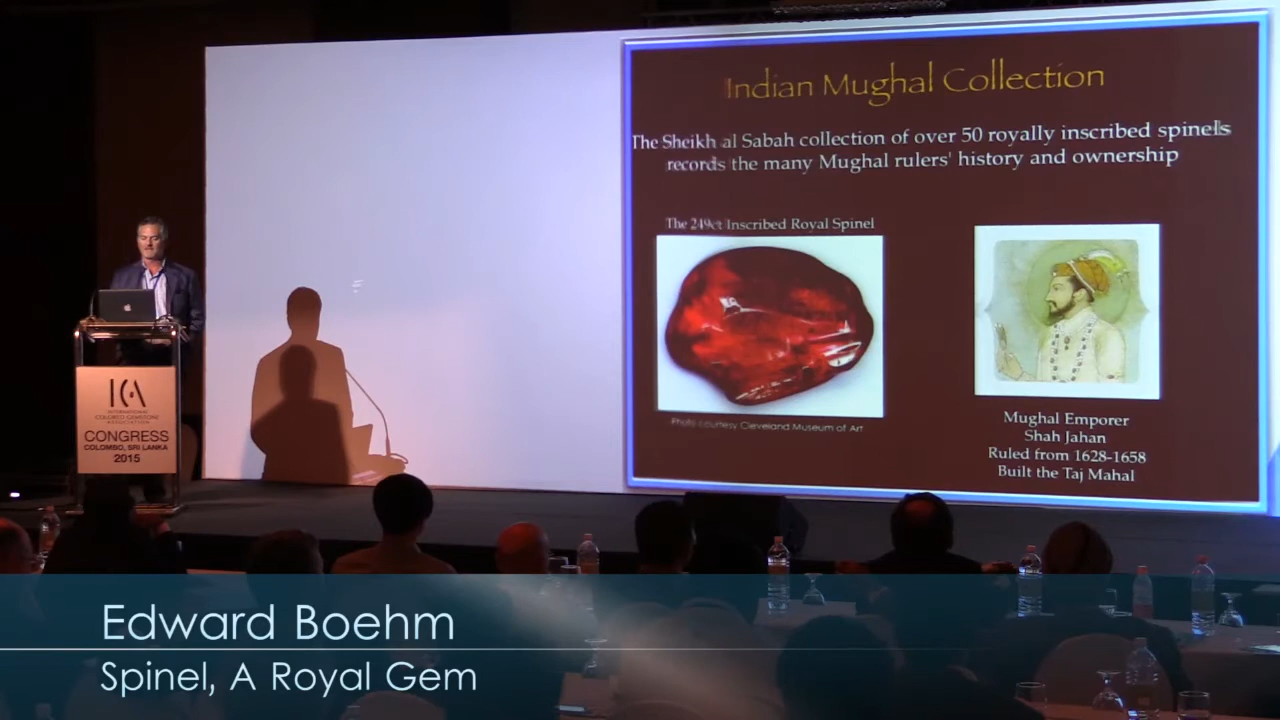 Indian Mughal Collection
The Sheikh al Sabah collection of over 50 royally inscribed spinels
records the many Mughal rulers' history and ownership
The 249ct Inscribed Royal Spinel
Photo courtesy Cleveland Museum of Art
Mughal Emporer
Shah Jahan
Ruled from 1628-1658
Built the Taj Mahal
ICA
INTERNATIONAL
COLORED GEMSTONE
ASSOCIATION
CONGRESS
COLOMBO, SRI LANKA
2015
Edward Boehm
Spinel, A Royal Gem